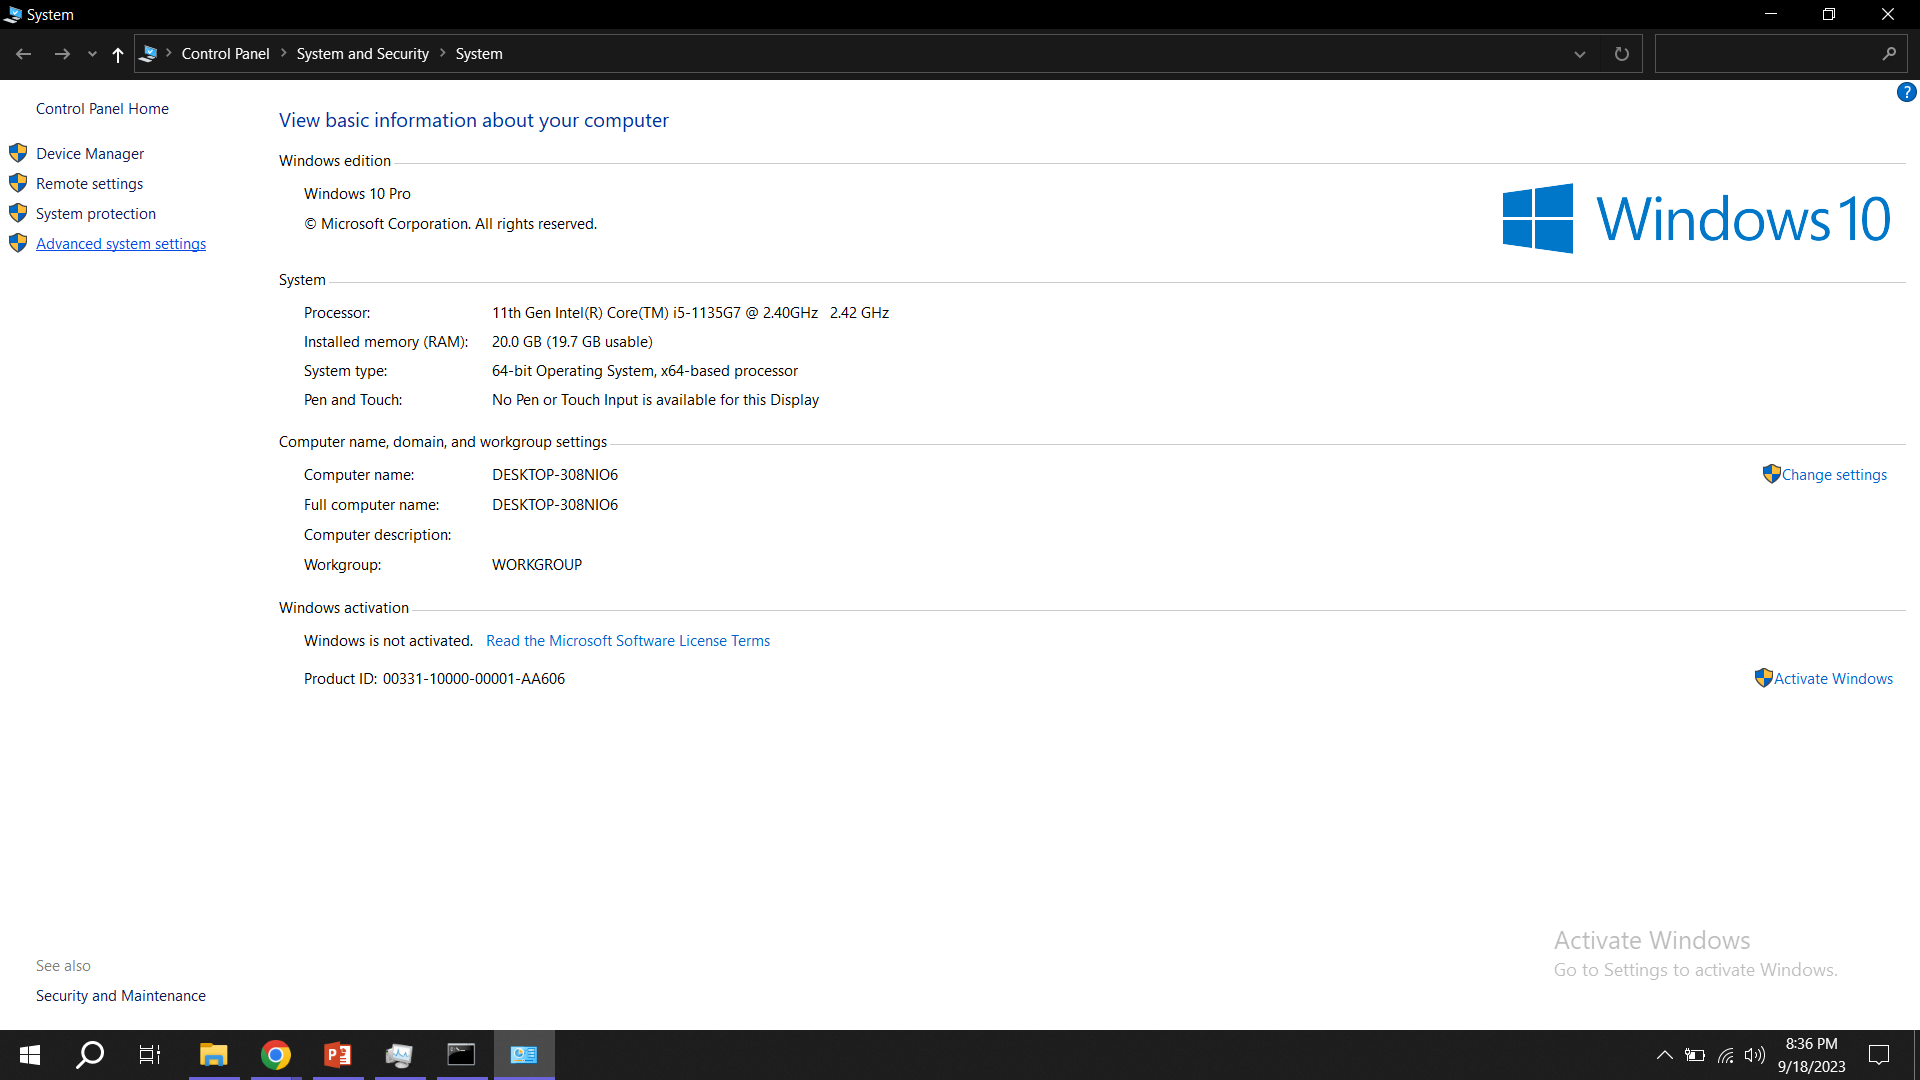 System
Control Panel
System and Security
System
Control Panel Home
Device Manager
Remote settings
System protection
Advanced system settings
?
View basic information about your computer
Windows edition
Windows 10 Pro
© Microsoft Corporation. All rights reserved.
Windows 10
System
Processor: 11th Gen Intel(R) Core(TM) i5-1135G7 @ 2.40GHz 2.42 GHz
Installed memory (RAM): 20.0 GB (19.7 GB usable)
System type: 64-bit Operating System, x64-based processor
Pen and Touch: No Pen or Touch Input is available for this Display
Computer name, domain, and workgroup settings
Computer name: DESKTOP-308NIO6 Change settings
Full computer name: DESKTOP-308NIO6
Computer description:
Workgroup: WORKGROUP
Windows activation
Windows is not activated. Read the Microsoft Software License Terms
Product ID: 00331-10000-00001-AA606 Activate Windows
Activate Windows
Go to Settings to activate Windows.
See also
Security and Maintenance
P
8:36 PM
9/18/2023